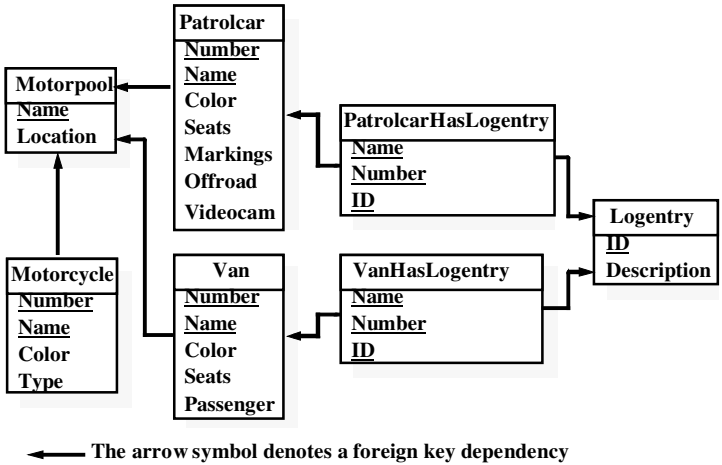 Patrolcar
Number
Name
Color
Seats
Markings
Offroad
Videocam
Motorpool
Name
Location
PatrolcarHasLogentry
Name
Number
ID
Logentry
ID
Description
Motorcycle
Number
Name
Color
Type
Van
Number
Name
Color
Seats
Passenger
VanHasLogentry
Name
Number
ID
The arrow symbol denotes a foreign key dependency